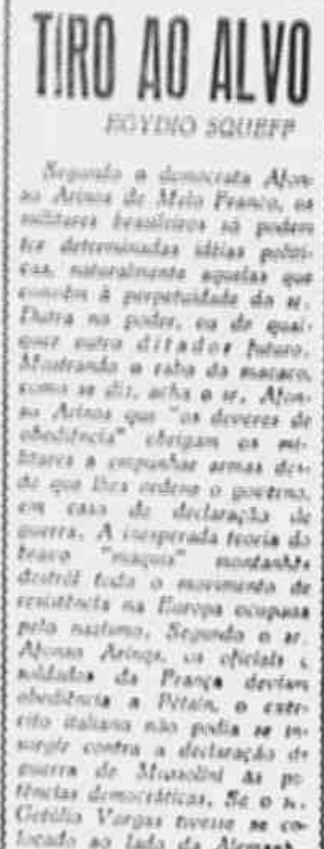 TIRO AO ALVO
EGYDIO SQUEFF
Segundo o democrata Afon-
so Arinos de Melo Franco, os
militares brasileiros só podem
ter determinadas idéias políti-
cas, naturalmente aquelas que
convêm à perpetuidade do sr.
Dutra no poder, ou de qual-
quer outro ditador futuro.
Mostrando o rabo do macaco,
como se diz, acha o sr. Afon-
so Arinos que "os deveres de
obediência" obrigam os mi-
litares a empunhar armas des-
de que lhes ordene o governo,
em caso de declaração de
guerra. A inesperada teoria do
bravo "maquis" montanhês
destrói todo o movimento de
resistência na Europa ocupada
pelo nazismo. Segundo o sr.
Afonso Arinos, os oficiais e
soldados da França deviam
obediência a Pétain, o exér-
cito italiano não podia se in-
surgir contra a declaração de
guerra de Mussolini às po-
tências democráticas. Se o sr.
Getúlio Vargas tivesse se co-
locado ao lado da Alemanh